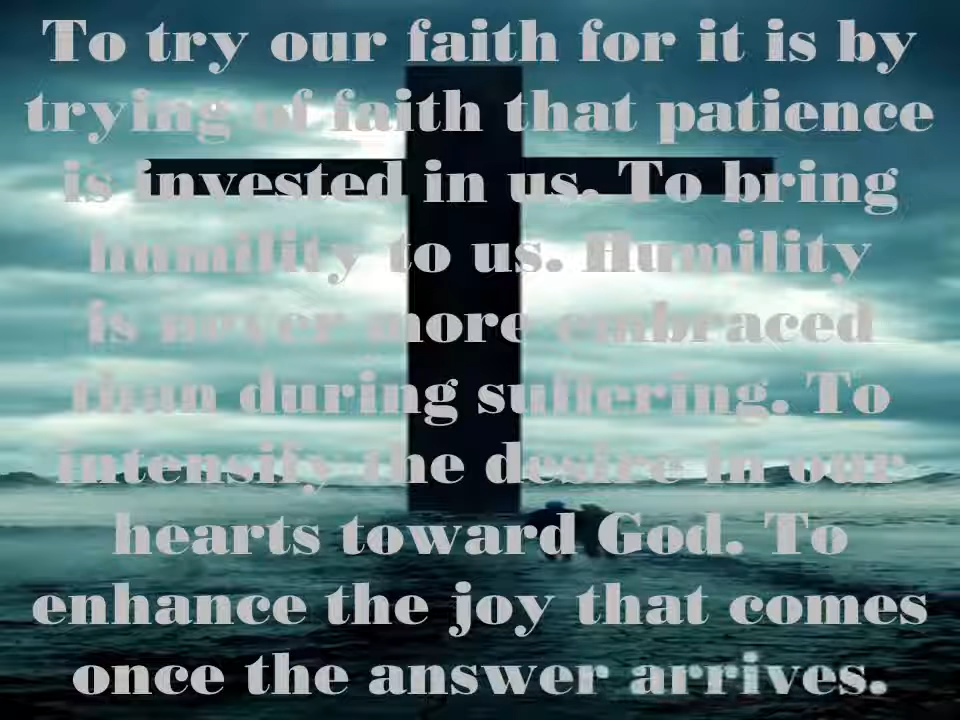 To try our faith for it is by
trying of faith that patience
is invested in us. To bring
humility to us. Humility
is never more embraced
than during suffering. To
intensify the desire in our
hearts toward God. To
enhance the joy that comes
once the answer arrives.